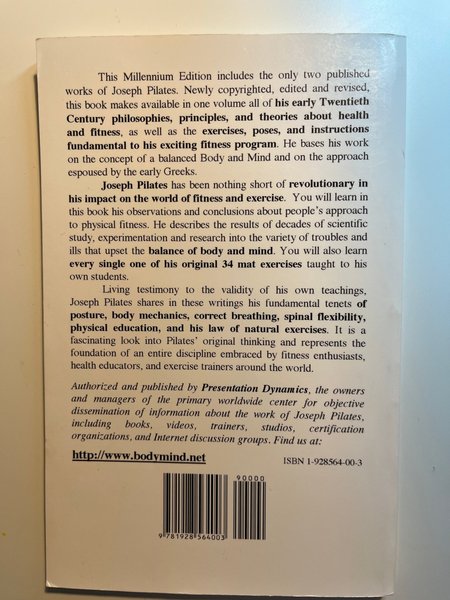 This Millennium Edition includes the only two published
works of Joseph Pilates. Newly copyrighted, edited and revised,
this book makes available in one volume all of his early Twentieth
Century philosophies, principles, and theories about health
and fitness, as well as the exercises, poses, and instructions
fundamental to his exciting fitness program. He bases his work
on the concept of a balanced Body and Mind and on the approach
espoused by the early Greeks.
Joseph Pilates has been nothing short of revolutionary in
his impact on the world of fitness and exercise. You will learn in
this book his observations and conclusions about people's approach
to physical fitness. He describes the results of decades of scientific
study, experimentation and research into the variety of troubles and
ills that upset the balance of body and mind. You will also learn
every single one of his original 34 mat exercises taught to his
own students.
Living testimony to the validity of his own teachings,
Joseph Pilates shares in these writings his fundamental tenets of
posture, body mechanics, correct breathing, spinal flexibility,
physical education, and his law of natural exercises. It is a
fascinating look into Pilates' original thinking and represents the
foundation of an entire discipline embraced by fitness enthusiasts,
health educators, and exercise trainers around the world.
Authorized and published by Presentation Dynamics, the owners
and managers of the primary worldwide center for objective
dissemination of information about the work of Joseph Pilates,
including books, videos, trainers, studios, certification
organizations, and Internet discussion groups. Find us at:
http://www.bodymind.net
ISBN 1-928564-00-3
90000
9 781928 564003